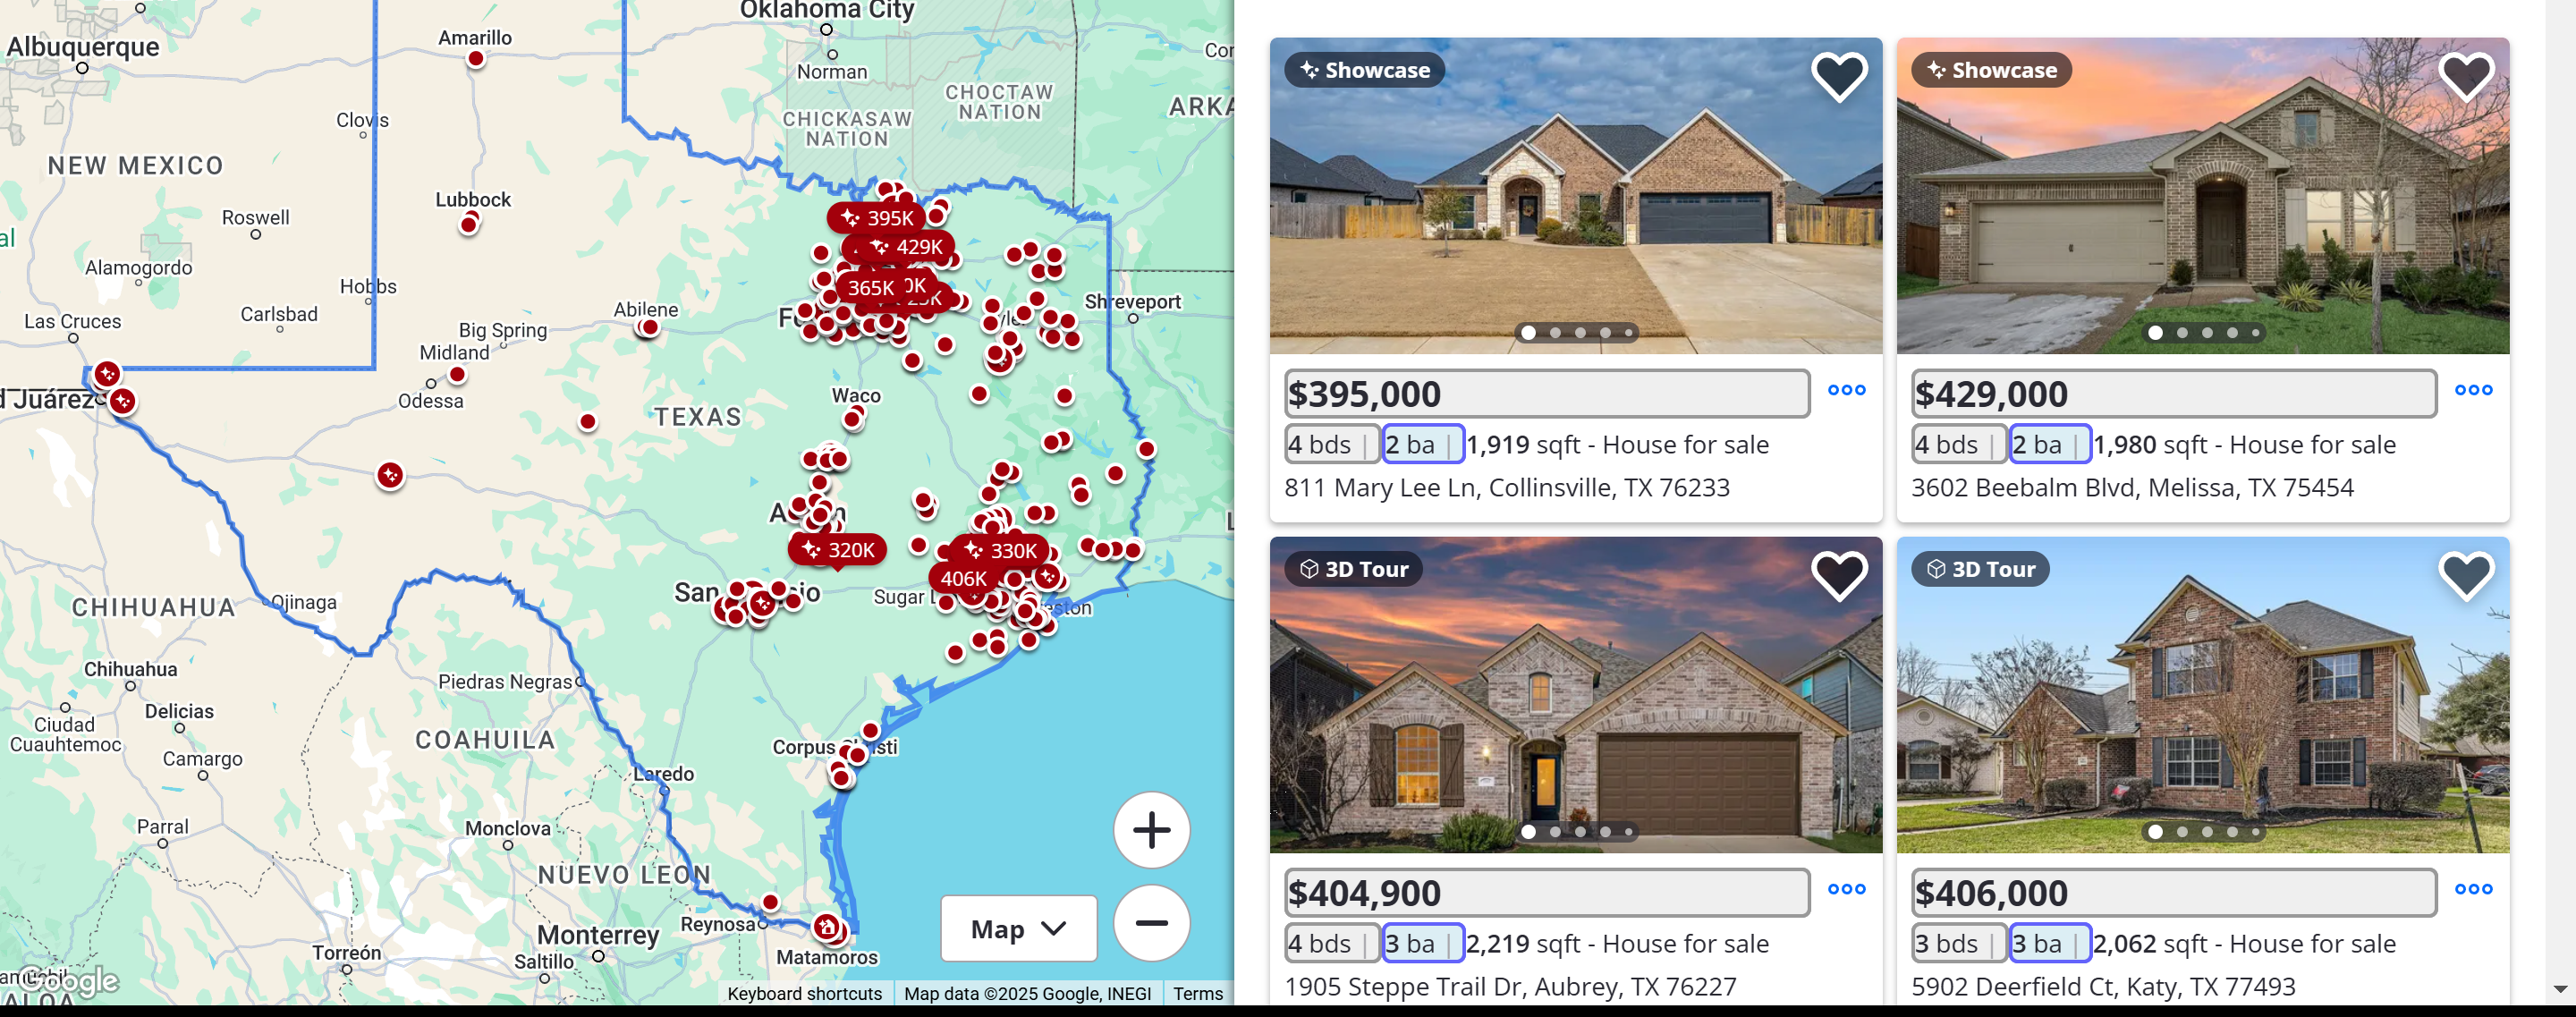 Oklahoma City
Albuquerque
Amarillo
Norman
CHOCTAW
NATION
CHICKASAW
NATION
Clovis
NEW MEXICO
Lubbock
Roswell
395K
429K
Alamogordo
Hobbs
365K
Carlsbad
Abilene
Shreveport
Las Cruces
Big Spring
Midland
Odessa
Waco
TEXAS
320K
330K
406K
CHIHUAHUA
Ojinaga
Chihuahua
Piedras Negras
Delicias
Ciudad
Cuauhtemoc
COAHUILA
Camargo
Laredo
Parral
Monclova
NUEVO LEON
Reynosa
Monterrey
Matamoros
Torreón
Saltillo
Google
Map
Keyboard shortcuts
Map data ©2025 Google, INEGI
Terms
Showcase
$395,000
4 bds | 2 ba | 1,919 sqft - House for sale
811 Mary Lee Ln, Collinsville, TX 76233
Showcase
$429,000
4 bds | 2 ba | 1,980 sqft - House for sale
3602 Beebalm Blvd, Melissa, TX 75454
3D Tour
$404,900
4 bds | 3 ba | 2,219 sqft - House for sale
1905 Steppe Trail Dr, Aubrey, TX 76227
3D Tour
$406,000
3 bds | 3 ba | 2,062 sqft - House for sale
5902 Deerfield Ct, Katy, TX 77493